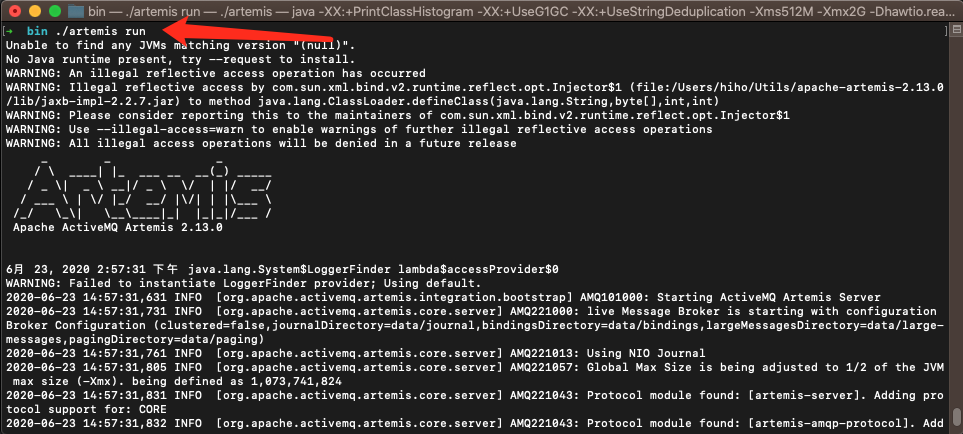 bin — ./artemis run — ./artemis — java -XX:+PrintClassHistogram -XX:+UseG1GC -XX:+UseStringDeduplication -Xms512M -Xmx2G -Dhawtio.rea...
[➜  bin ./artemis run ]
Unable to find any JVMs matching version "(null)".
No Java runtime present, try --request to install.
WARNING: An illegal reflective access operation has occurred
WARNING: Illegal reflective access by com.sun.xml.bind.v2.runtime.reflect.opt.Injector$1 (file:/Users/hiho/Utils/apache-artemis-2.13.0
/lib/jaxb-impl-2.2.7.jar) to method java.lang.ClassLoader.defineClass(java.lang.String,byte[],int,int)
WARNING: Please consider reporting this to the maintainers of com.sun.xml.bind.v2.runtime.reflect.opt.Injector$1
WARNING: Use --illegal-access=warn to enable warnings of further illegal reflective access operations
WARNING: All illegal access operations will be denied in a future release
Artemis
Apache ActiveMQ Artemis 2.13.0
6月 23, 2020 2:57:31 下午 java.lang.System$LoggerFinder lambda$accessProvider$0
WARNING: Failed to instantiate LoggerFinder provider; Using default.
2020-06-23 14:57:31,631 INFO  [org.apache.activemq.artemis.integration.bootstrap] AMQ101000: Starting ActiveMQ Artemis Server
2020-06-23 14:57:31,731 INFO  [org.apache.activemq.artemis.core.server] AMQ221000: live Message Broker is starting with configuration
Broker Configuration (clustered=false,journalDirectory=data/journal,bindingsDirectory=data/bindings,largeMessagesDirectory=data/large-
messages,pagingDirectory=data/paging)
2020-06-23 14:57:31,761 INFO  [org.apache.activemq.artemis.core.server] AMQ221013: Using NIO Journal
2020-06-23 14:57:31,805 INFO  [org.apache.activemq.artemis.core.server] AMQ221057: Global Max Size is being adjusted to 1/2 of the JVM
max size (-Xmx). being defined as 1,073,741,824
2020-06-23 14:57:31,831 INFO  [org.apache.activemq.artemis.core.server] AMQ221043: Protocol module found: [artemis-server]. Adding pro
tocol support for: CORE
2020-06-23 14:57:31,832 INFO  [org.apache.activemq.artemis.core.server] AMQ221043: Protocol module found: [artemis-amqp-protocol]. Add